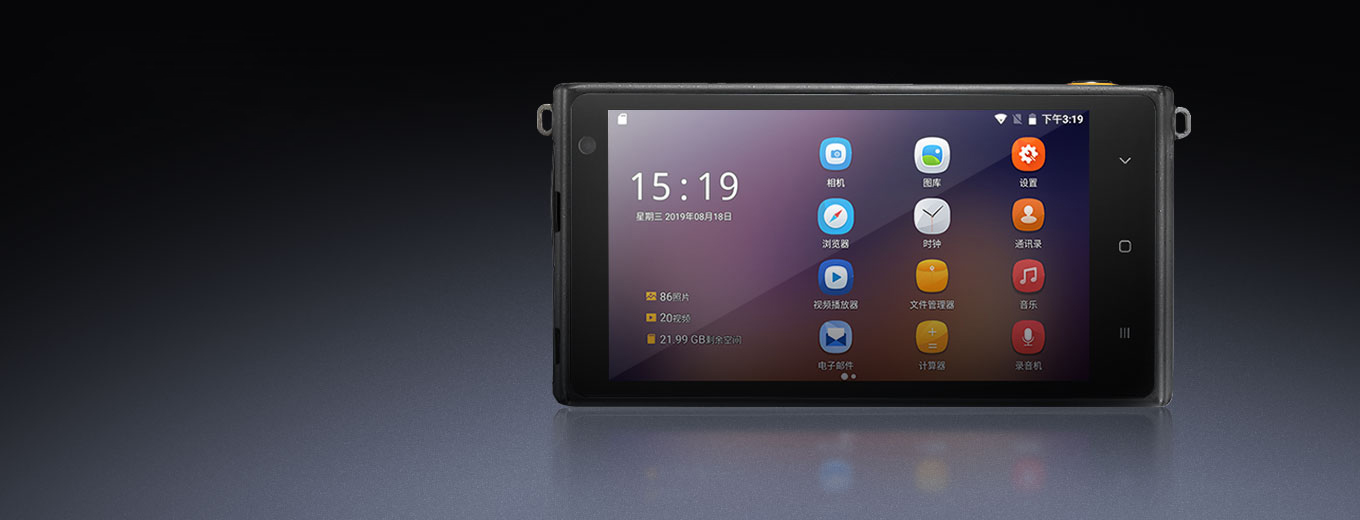 下午3:19
15:19
星期三 2019年08月18日
86照片
20视频
21.99 GB剩余空间
相机
图库
设置
浏览器
时钟
通讯录
视频播放器
文件管理器
音乐
电子邮件
计算器
录音机